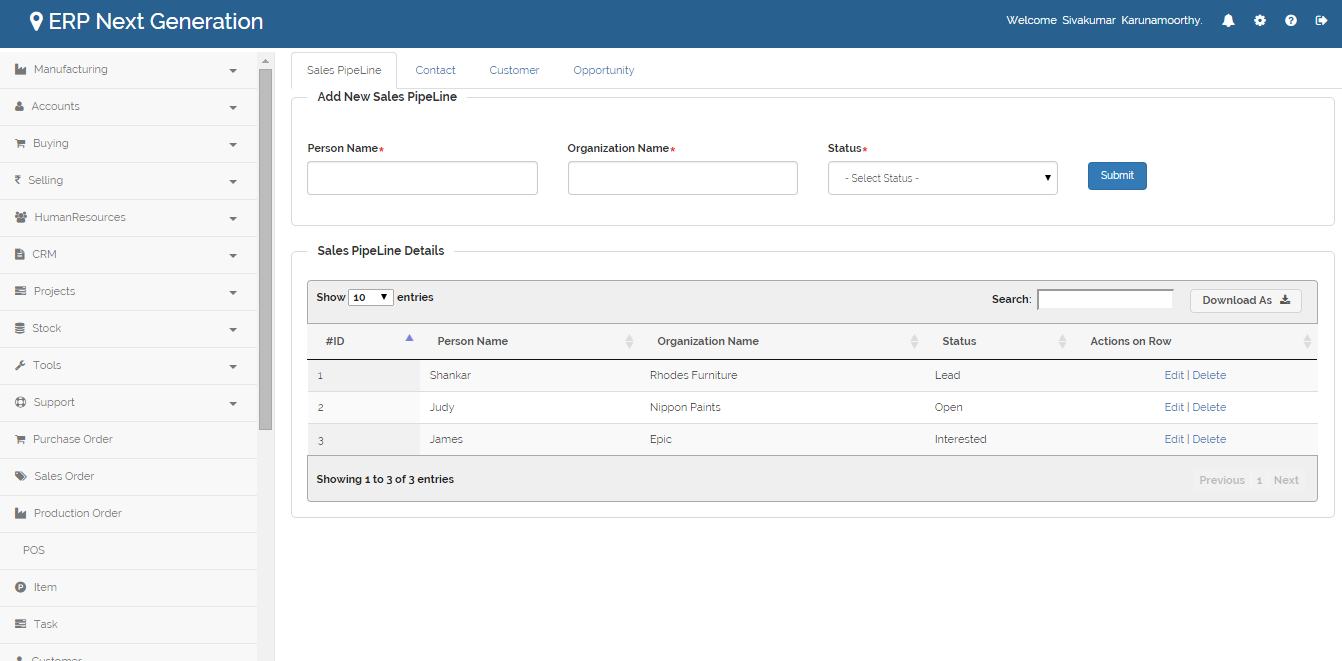 ERP Next Generation
Welcome Sivakumar Karunamoorthy.
Manufacturing
Accounts
Buying
Selling
HumanResources
CRM
Projects
Stock
Tools
Support
Purchase Order
Sales Order
Production Order
POS
Item
Task
Customer
Sales PipeLine Contact Customer Opportunity
Add New Sales PipeLine
Person Name* Organization Name* Status*
- Select Status - Submit
Sales PipeLine Details
Show 10 entries Search: Download As
#ID Person Name Organization Name Status Actions on Row
1 Shankar Rhodes Furniture Lead Edit | Delete
2 Judy Nippon Paints Open Edit | Delete
3 James Epic Interested Edit | Delete
Showing 1 to 3 of 3 entries Previous 1 Next